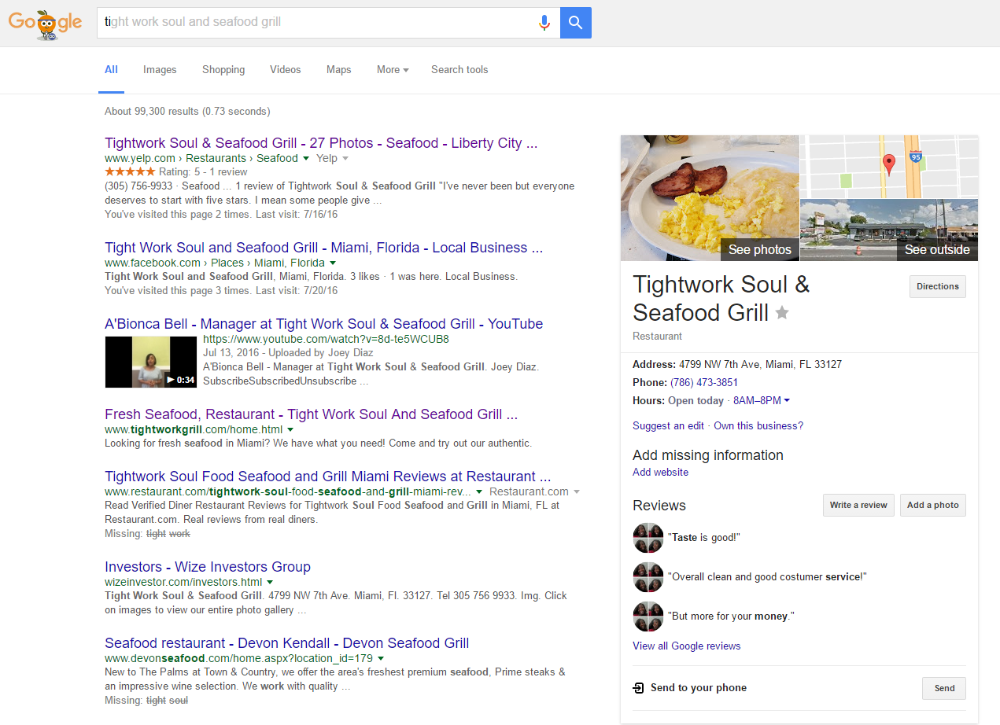 Google
tight work soul and seafood grill
All Images Shopping Videos Maps More Search tools
About 99,300 results (0.73 seconds)
Tightwork Soul & Seafood Grill - 27 Photos - Seafood - Liberty City ...
www.yelp.com › Restaurants › Seafood Yelp
Rating: 5 - 1 review
(305) 756-9933 · Seafood ... 1 review of Tightwork Soul & Seafood Grill "I've never been but everyone
deserves to start with five stars. I mean some people give ...
You've visited this page 2 times. Last visit: 7/16/16
Tight Work Soul and Seafood Grill - Miami, Florida - Local Business ...
www.facebook.com › Places › Miami, Florida
Tight Work Soul and Seafood Grill, Miami, Florida. 3 likes · 1 was here. Local Business.
You've visited this page 3 times. Last visit: 7/20/16
A'Bionca Bell - Manager at Tight Work Soul & Seafood Grill - YouTube
https://www.youtube.com/watch?v=8d-te5WCUB8
Jul 13, 2016 - Uploaded by Joey Diaz
A'Bionca Bell - Manager at Tight Work Soul & Seafood Grill. Joey Diaz.
SubscribeSubscribedUnsubscribe ...
0:34
Fresh Seafood, Restaurant - Tight Work Soul And Seafood Grill ...
www.tightworkgrill.com/home.html
Looking for fresh seafood in Miami? We have what you need! Come and try out our authentic.
Tightwork Soul Food Seafood and Grill Miami Reviews at Restaurant ...
www.restaurant.com/tightwork-soul-food-seafood-and-grill-miami-rev... Restaurant.com
Read Verified Diner Restaurant Reviews for Tightwork Soul Food Seafood and Grill in Miami, FL at
Restaurant.com. Real reviews from real diners.
Missing: tight work
Investors - Wize Investors Group
wizeinvestor.com/investors.html
Tight Work Soul & Seafood Grill. 4799 NW 7th Ave. Miami, Fl. 33127. Tel 305 756 9933. Img. Click
on images to view our entire photo gallery ...
Seafood restaurant - Devon Kendall - Devon Seafood Grill
www.devonseafood.com/home.aspx?location_id=179
New to The Palms at Town & Country, we offer the area's freshest premium seafood, Prime steaks &
an impressive wine selection. We work with quality ...
Missing: tight soul
95
See photos
See outside
Tightwork Soul &
Seafood Grill
Directions
Restaurant
Address: 4799 NW 7th Ave, Miami, FL 33127
Phone: (786) 473-3851
Hours: Open today · 8AM–8PM
Suggest an edit · Own this business?
Add missing information
Add website
Reviews Write a review Add a photo
"Taste is good!"
"Overall clean and good costumer service!"
"But more for your money."
View all Google reviews
Send to your phone Send